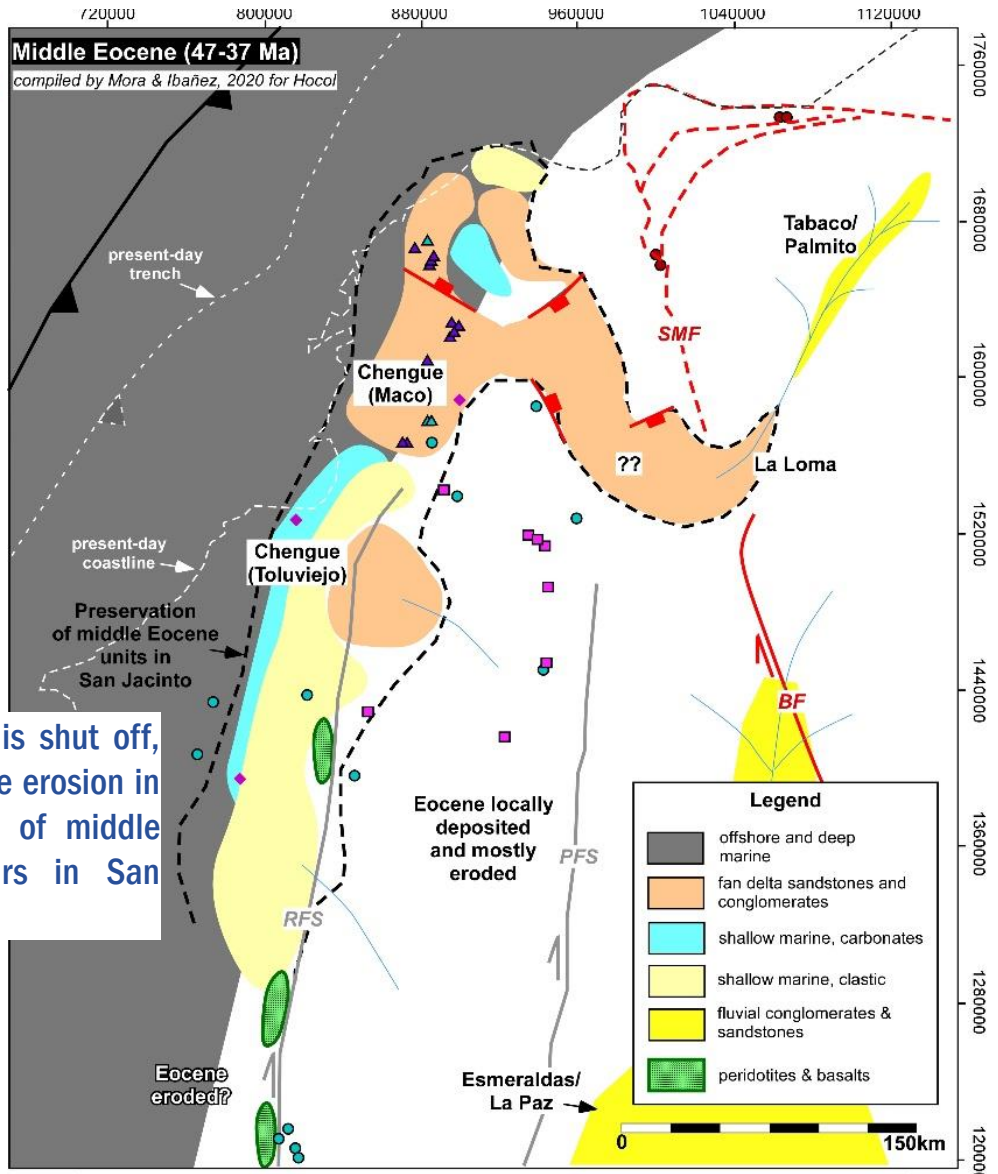 720000
800000
880000
960000
1040000
1120000
Middle Eocene (47-37 Ma)
compiled by Mora & Ibañez, 2020 for Hocol
1760000
1680000
1600000
1520000
1440000
1360000
1280000
present-day
trench
Tabaco/
Palmito
SMF
Chengue
(Maco)
??
La Loma
present-day
coastline
Chengue
(Toluviejo)
Preservation
of middle Eocene
units in
San Jacinto
BF
is shut off,
e erosion in
of middle
rs in San
Eocene locally
deposited
and mostly
eroded
PFS
RFS
Eocene
eroded?
Esmeraldas/
La Paz
Legend
offshore and deep
marine
fan delta sandstones and
conglomerates
shallow marine, carbonates
shallow marine, clastic
fluvial conglomerates &
sandstones
peridotites & basalts
0
150km